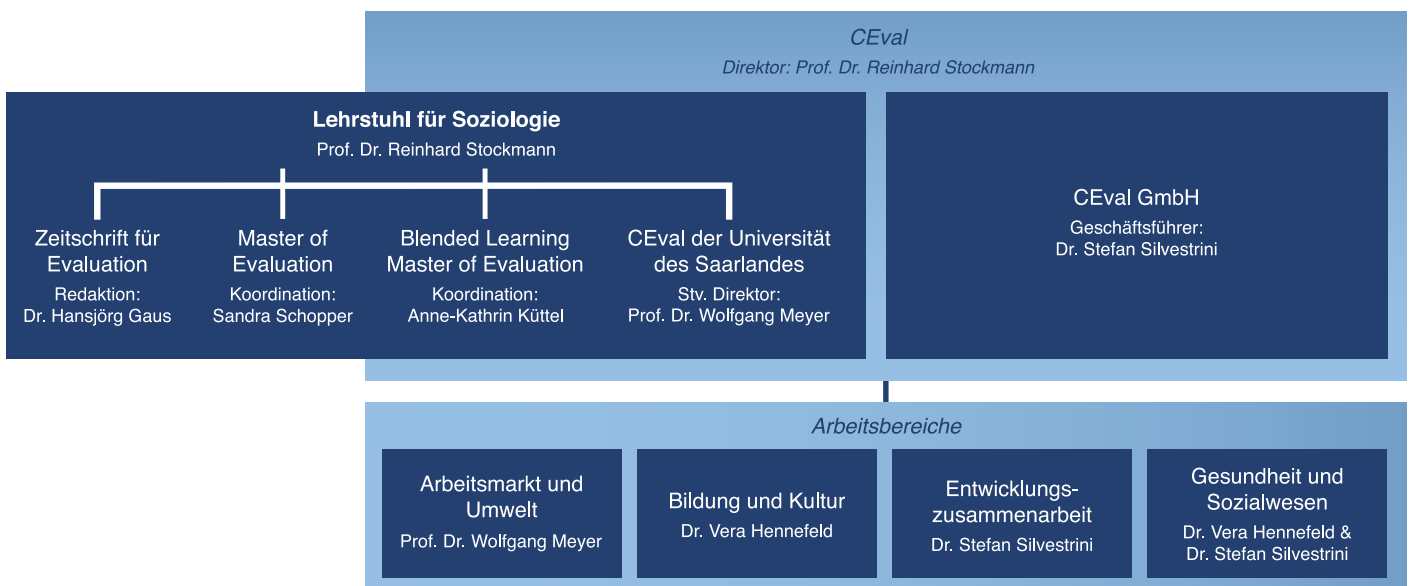 CEval
Direktor: Prof. Dr. Reinhard Stockmann
Lehrstuhl für Soziologie
Prof. Dr. Reinhard Stockmann
Zeitschrift für
Evaluation
Redaktion:
Dr. Hansjörg Gaus
Master of
Evaluation
Koordination:
Sandra Schopper
Blended Learning
Master of Evaluation
Koordination:
Anne-Kathrin Küttel
CEval der Universität
des Saarlandes
Stv. Direktor:
Prof. Dr. Wolfgang Meyer
CEval GmbH
Geschäftsführer:
Dr. Stefan Silvestrini
Arbeitsbereiche
Arbeitsmarkt und
Umwelt
Prof. Dr. Wolfgang Meyer
Bildung und Kultur
Dr. Vera Hennefeld
Entwicklungs-
zusammenarbeit
Dr. Stefan Silvestrini
Gesundheit und
Sozialwesen
Dr. Vera Hennefeld &
Dr. Stefan Silvestrini